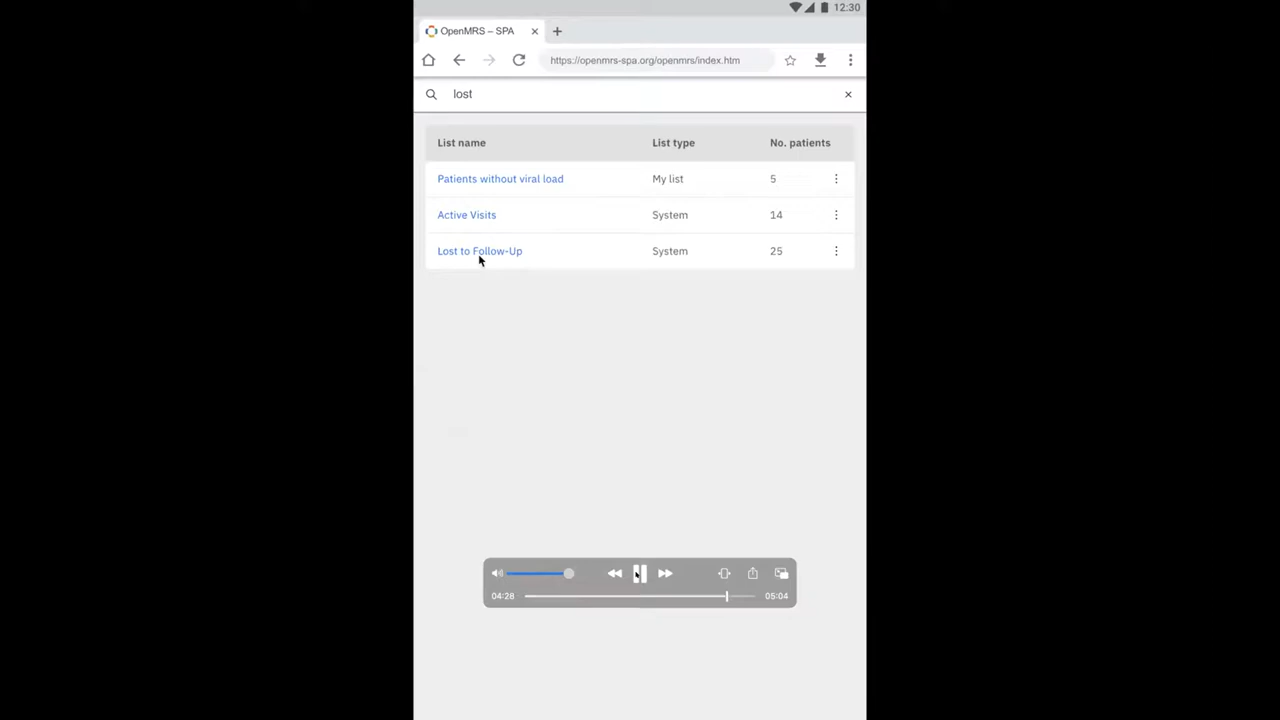 12:30
OpenMRS – SPA
https://openmrs-spa.org/openmrs/index.htm
lost
List name List type No. patients
Patients without viral load My list 5
Active Visits System 14
Lost to Follow-Up System 25
04:28 05:04